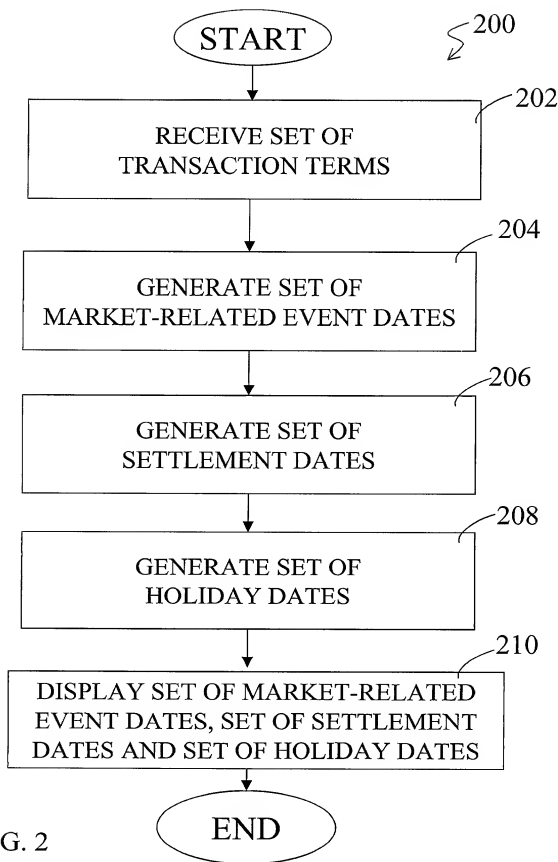 START
200
202
RECEIVE SET OF
TRANSACTION TERMS
204
GENERATE SET OF
MARKET-RELATED EVENT DATES
206
GENERATE SET OF
SETTLEMENT DATES
208
GENERATE SET OF
HOLIDAY DATES
210
DISPLAY SET OF MARKET-RELATED
EVENT DATES, SET OF SETTLEMENT
DATES AND SET OF HOLIDAY DATES
END
G. 2